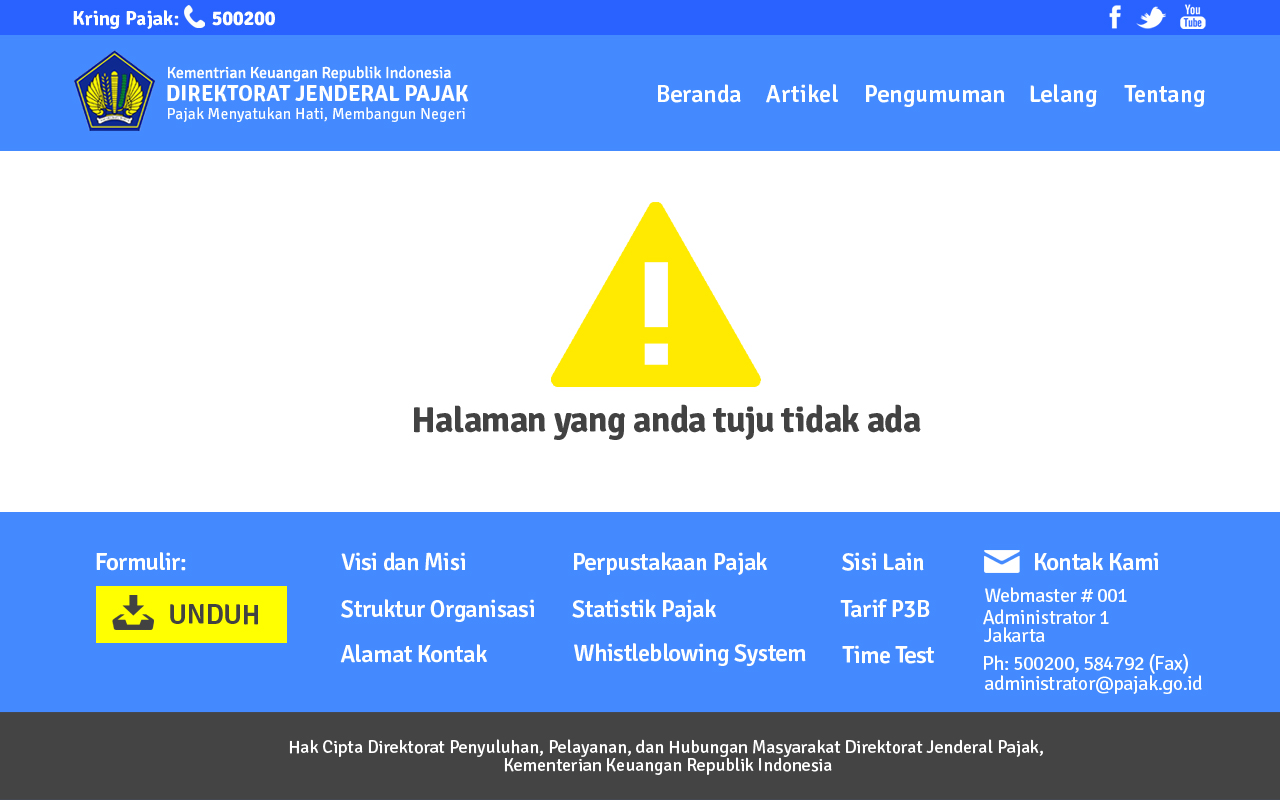 Kring Pajak: 500200
You
Tube
Kementrian Keuangan Republik Indonesia
DIREKTORAT JENDERAL PAJAK
Pajak Menyatukan Hati, Membangun Negeri
Beranda Artikel Pengumuman Lelang Tentang
Halaman yang anda tuju tidak ada
Formulir:
UNDUH
Visi dan Misi
Struktur Organisasi
Alamat Kontak
Perpustakaan Pajak
Statistik Pajak
Whistleblowing System
Sisi Lain
Tarif P3B
Time Test
Kontak Kami
Webmaster # 001
Administrator 1
Jakarta
Ph: 500200, 584792 (Fax)
administrator@pajak.go.id
Hak Cipta Direktorat Penyuluhan, Pelayanan, dan Hubungan Masyarakat Direktorat Jenderal Pajak,
Kementerian Keuangan Republik Indonesia